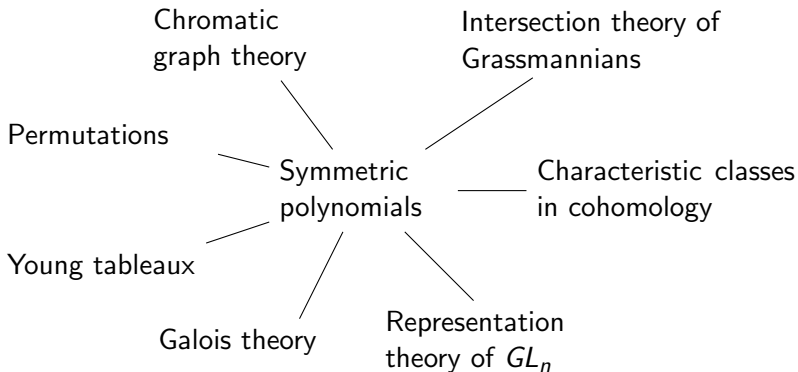 Chromatic
graph theory
Intersection theory of
Grassmannians
Permutations
Symmetric
polynomials
Characteristic classes
in cohomology
Young tableaux
Galois theory
Representation
theory of GL_n